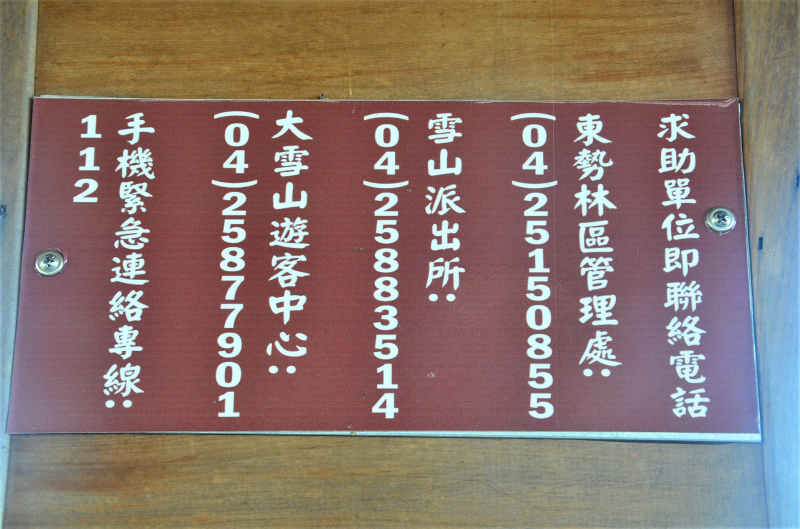 求助單位即聯絡電話
東勢林區管理處：
(04)25150855
雪山派出所：
(04)25883514
大雪山遊客中心：
(04)25877901
手機緊急連絡專線：
112